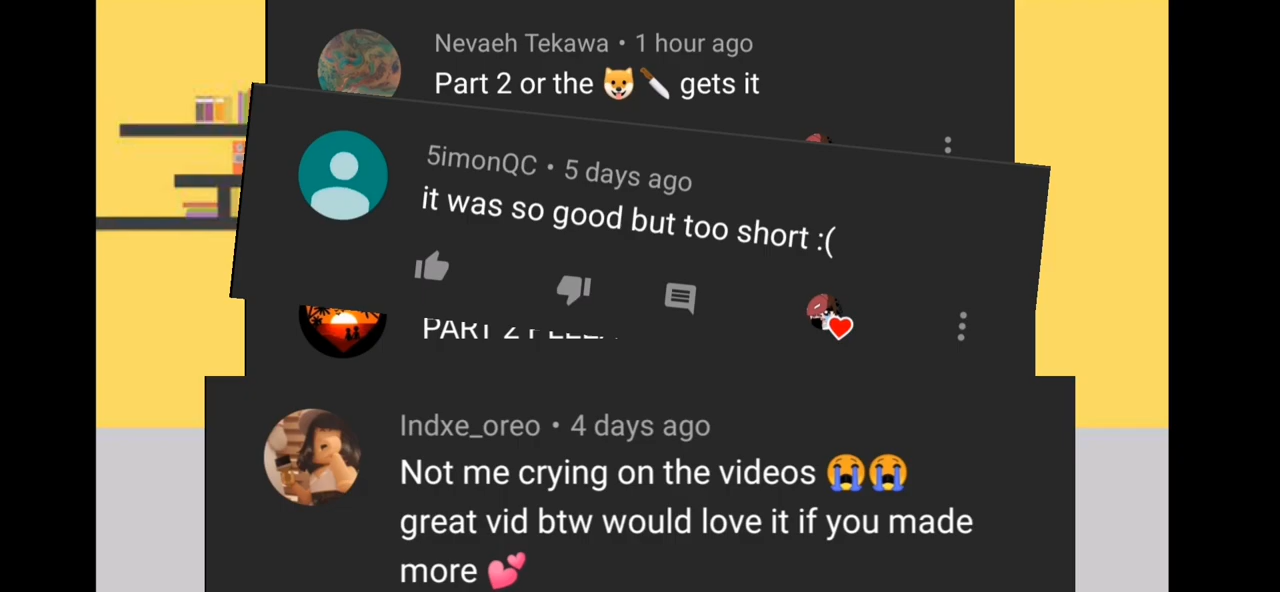 Nevaeh Tekawa • 1 hour ago
Part 2 or the 🐶🔪 gets it
5imonQC • 5 days ago
it was so good but too short :(
PART 2
Indxe_oreo • 4 days ago
Not me crying on the videos 😭😭
great vid btw would love it if you made
more 💕